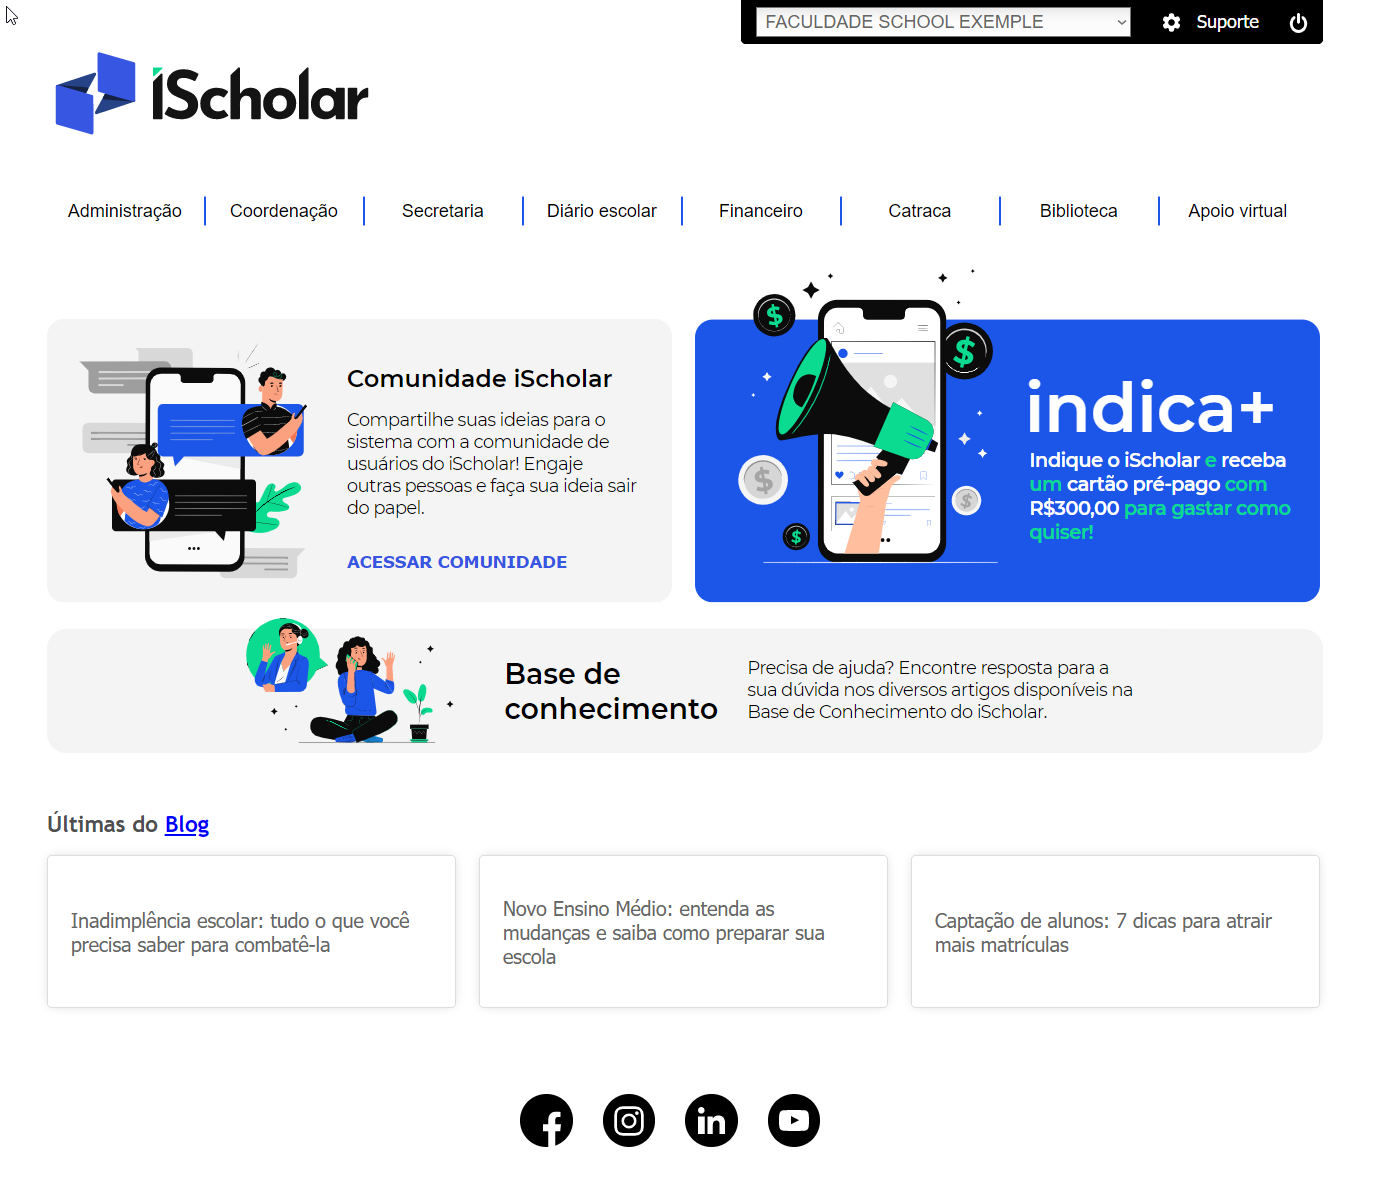 FACULDADE SCHOOL EXEMPLE
Suporte
iScholar
Administração
Coordenação
Secretaria
Diário escolar
Financeiro
Catraca
Biblioteca
Apoio virtual
Comunidade iScholar
Compartilhe suas ideias para o
sistema com a comunidade de
usuários do iScholar! Engaje
outras pessoas e faça sua ideia sair
do papel.
ACESSAR COMUNIDADE
$
$
$
$
$
indica+
Indique o iScholar e receba
um cartão pré-pago com
R$300,00 para gastar como
quiser!
Base de
conhecimento
Precisa de ajuda? Encontre resposta para a
sua dúvida nos diversos artigos disponíveis na
Base de Conhecimento do iScholar.
Últimas do Blog
Inadimplência escolar: tudo o que você
precisa saber para combatê-la
Novo Ensino Médio: entenda as
mudanças e saiba como preparar sua
escola
Captação de alunos: 7 dicas para atrair
mais matrículas